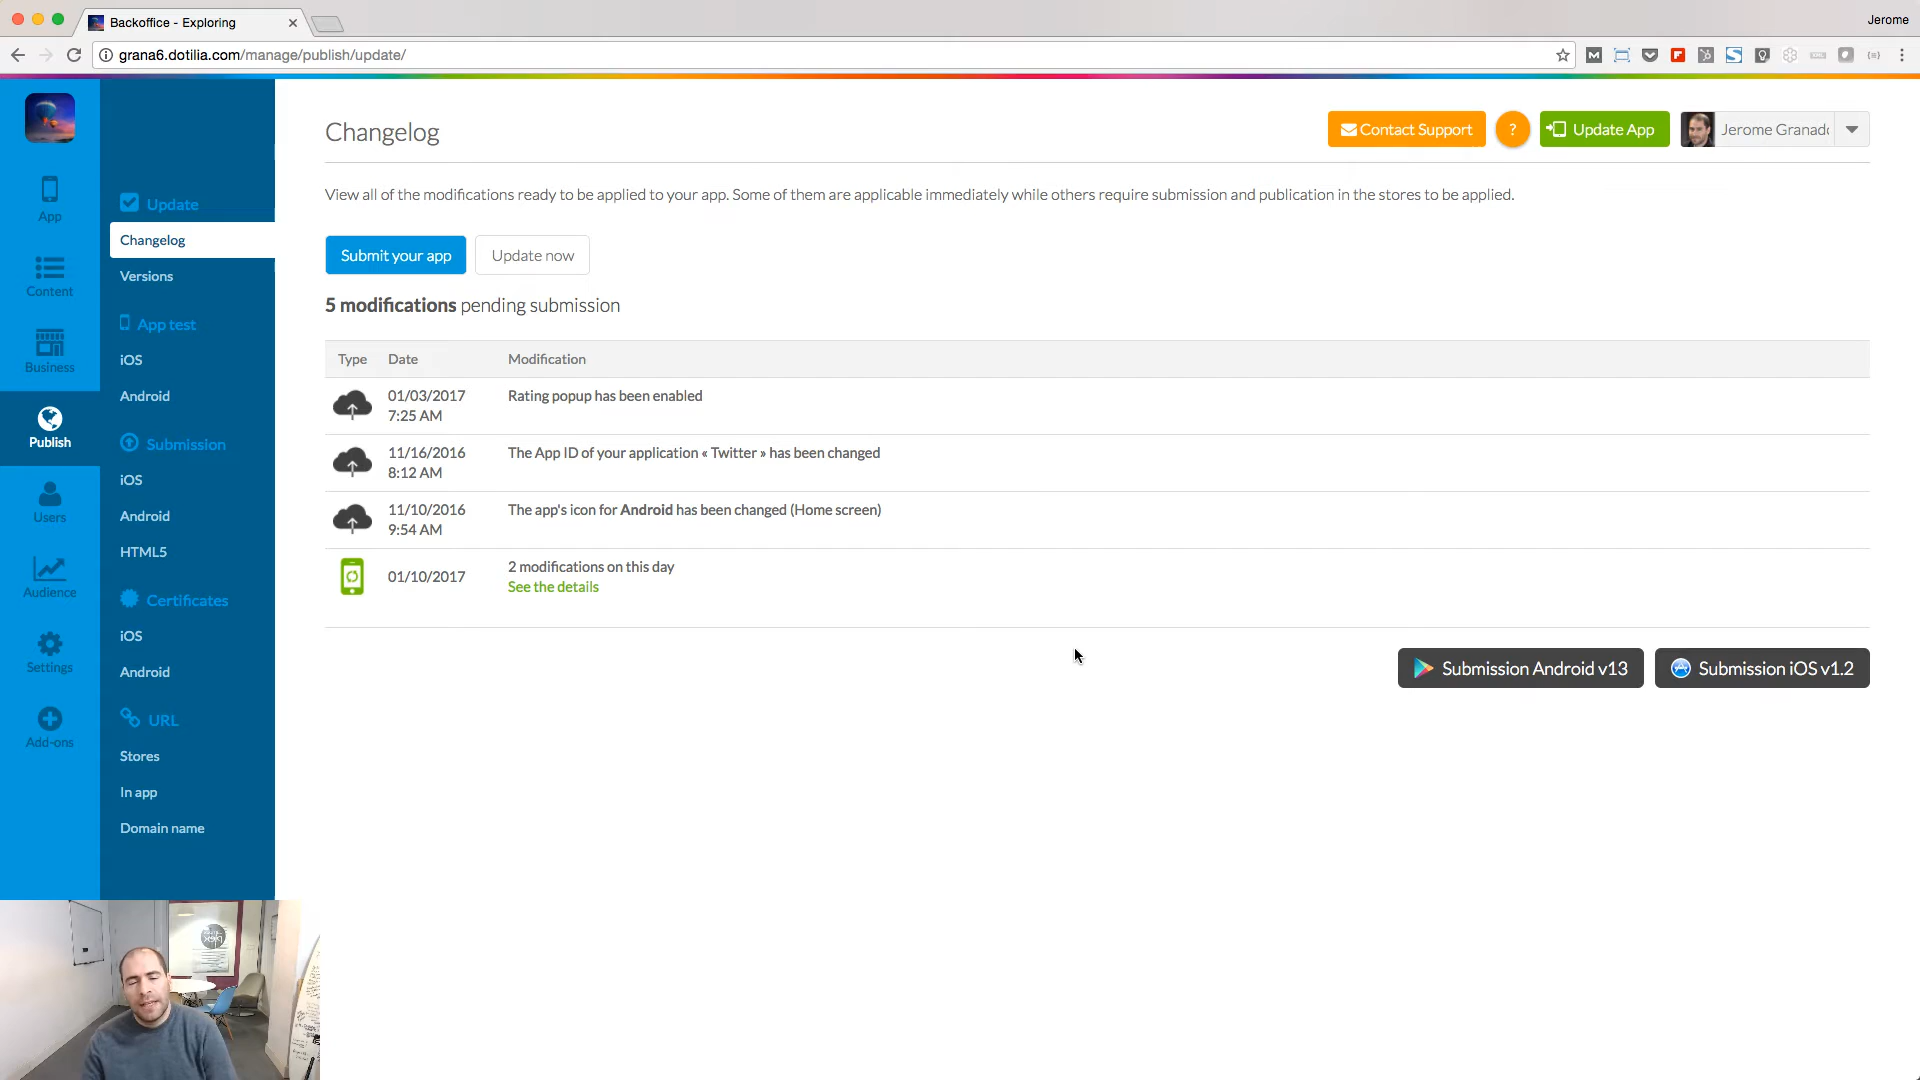 Backoffice - Exploring
Jerome
grana6.dotilia.com/manage/publish/update/
Changelog
Contact Support
?
Update App
Jerome Granad
View all of the modifications ready to be applied to your app. Some of them are applicable immediately while others require submission and publication in the stores to be applied.
Submit your app
Update now
5 modifications pending submission
Type Date Modification
01/03/2017 Rating popup has been enabled
7:25 AM
11/16/2016 The App ID of your application « Twitter » has been changed
8:12 AM
11/10/2016 The app's icon for Android has been changed (Home screen)
9:54 AM
01/10/2017 2 modifications on this day
See the details
Submission Android v13
Submission iOS v1.2
App
Content
Business
Publish
Users
Audience
Settings
Add-ons
Update
Changelog
Versions
App test
iOS
Android
Submission
iOS
Android
HTML5
Certificates
iOS
Android
URL
Stores
In app
Domain name